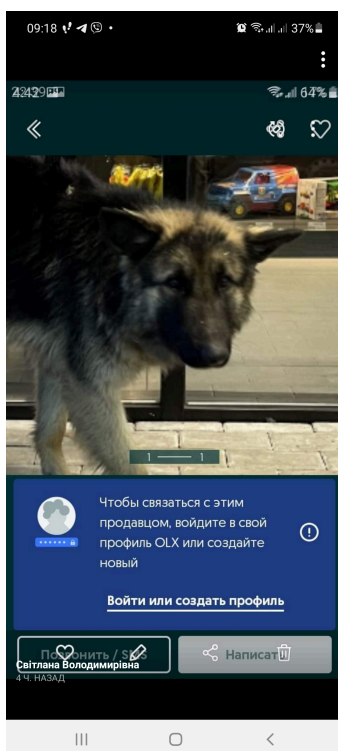 09:18
37%
64%
1 — 1
Чтобы связаться с этим
продавцом, войдите в свой
профиль OLX или создайте
новый
Войти или создать профиль
Позвонить / SMS
Написать
Світлана Володимирівна
4 Ч. НАЗАД